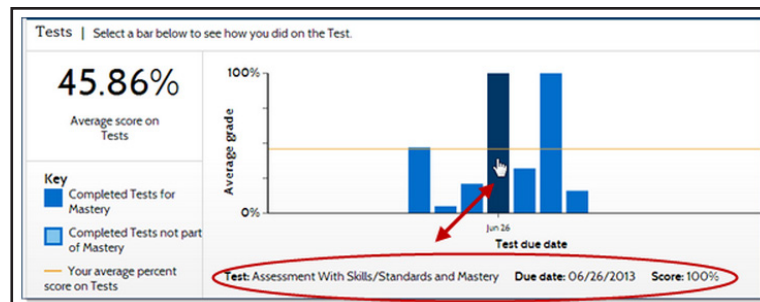 Tests | Select a bar below to see how you did on the Test.
45.86%
Average score on
Tests
Key
Completed Tests for
Mastery
Completed Tests not part
of Mastery
Your average percent
score on Tests
100%
Average grade
0%
Jun 26
Test due date
Test: Assessment With Skills/Standards and Mastery Due date: 06/26/2013 Score: 100%